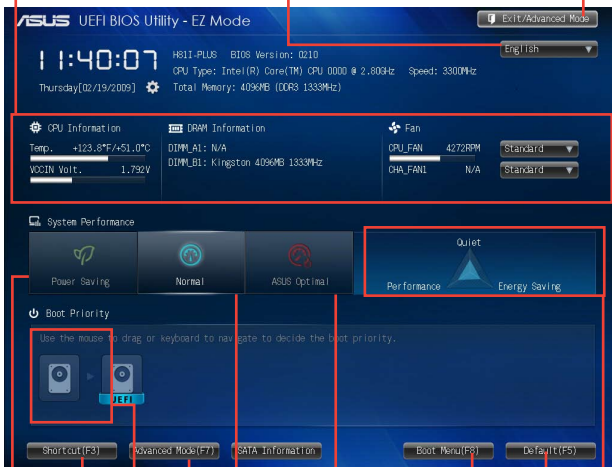 ASUS UEFI BIOS Utility - EZ Mode
Exit/Advanced Mode
English
11:40:07
Thursday[02/19/2009]
H81I-PLUS BIOS Version: 0210
CPU Type: Intel(R) Core(TM) CPU 0000 @ 2.80GHz Speed: 3300MHz
Total Memory: 4096MB (DDR3 1333MHz)
CPU Information
Temp. +123.8°F/+51.0°C
VCCIN Volt. 1.792V
DRAM Information
DIMM_A1: N/A
DIMM_B1: Kingston 4096MB 1333MHz
Fan
CPU_FAN 4272RPM Standard
CHA_FAN1 N/A Standard
System Performance
Power Saving
Normal
ASUS Optimal
Quiet
Performance
Energy Saving
Boot Priority
Use the mouse to drag or keyboard to navigate to decide the boot priority.
UEFI
Shortcut(F3)
Advanced Mode(F7)
SATA Information
Boot Menu(F8)
Default(F5)